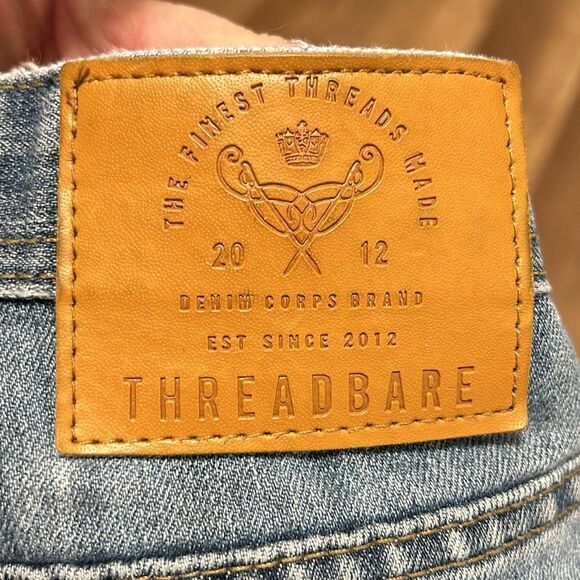 THE FINEST THREADS MADE
20 12
DENIM CORPS BRAND
EST SINCE 2012
THREADBARE